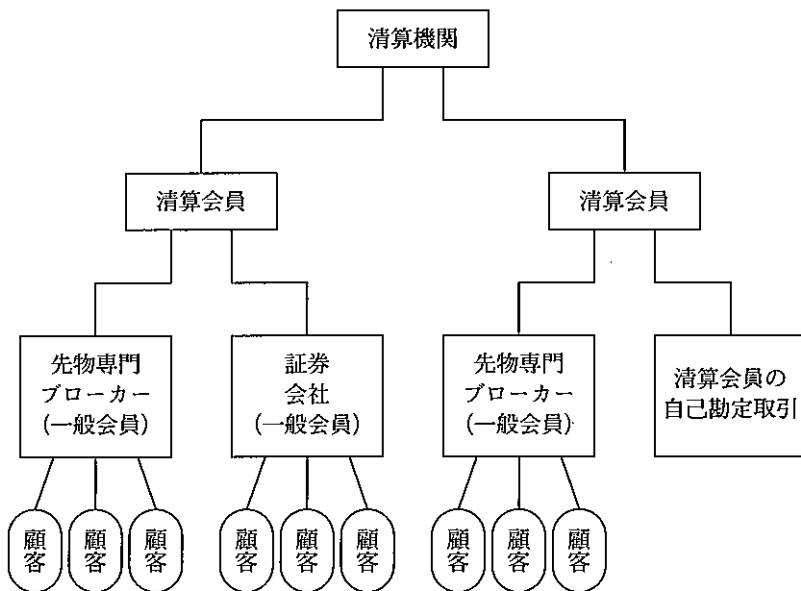 清算機関
清算会員
清算会員
先物専門
ブローカー
(一般会員)
証券
会社
(一般会員)
先物専門
ブローカー
(一般会員)
清算会員の
自己勘定取引
顧客
顧客
顧客
顧客
顧客
顧客
顧客
顧客
顧客